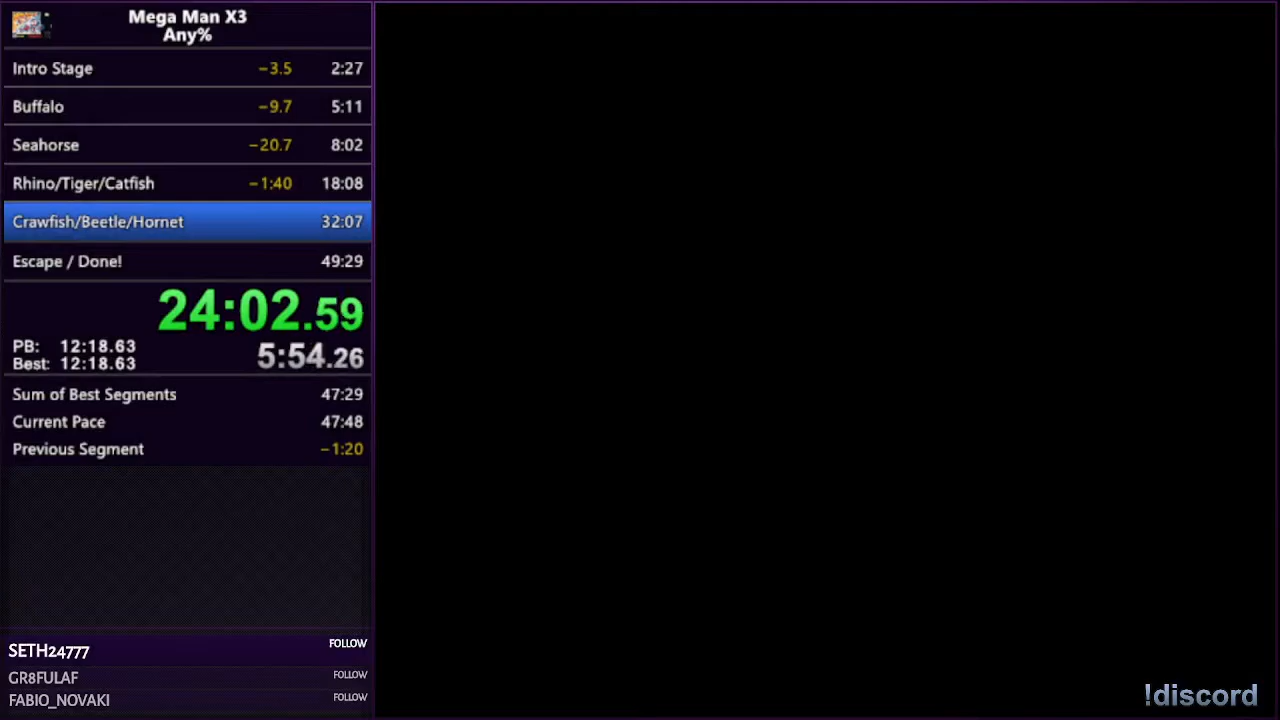 Mega Man X3
Any%
Intro Stage -3.5 2:27
Buffalo -9.7 5:11
Seahorse -20.7 8:02
Rhino/Tiger/Catfish -1:40 18:08
Crawfish/Beetle/Hornet 32:07
Escape / Done! 49:29
24:02.59
PB: 12:18.63
Best: 12:18.63
5:54.26
Sum of Best Segments 47:29
Current Pace 47:48
Previous Segment -1:20
SETH24777 FOLLOW
GR8FULAF FOLLOW
FABIO_NOVAKI FOLLOW
!discord